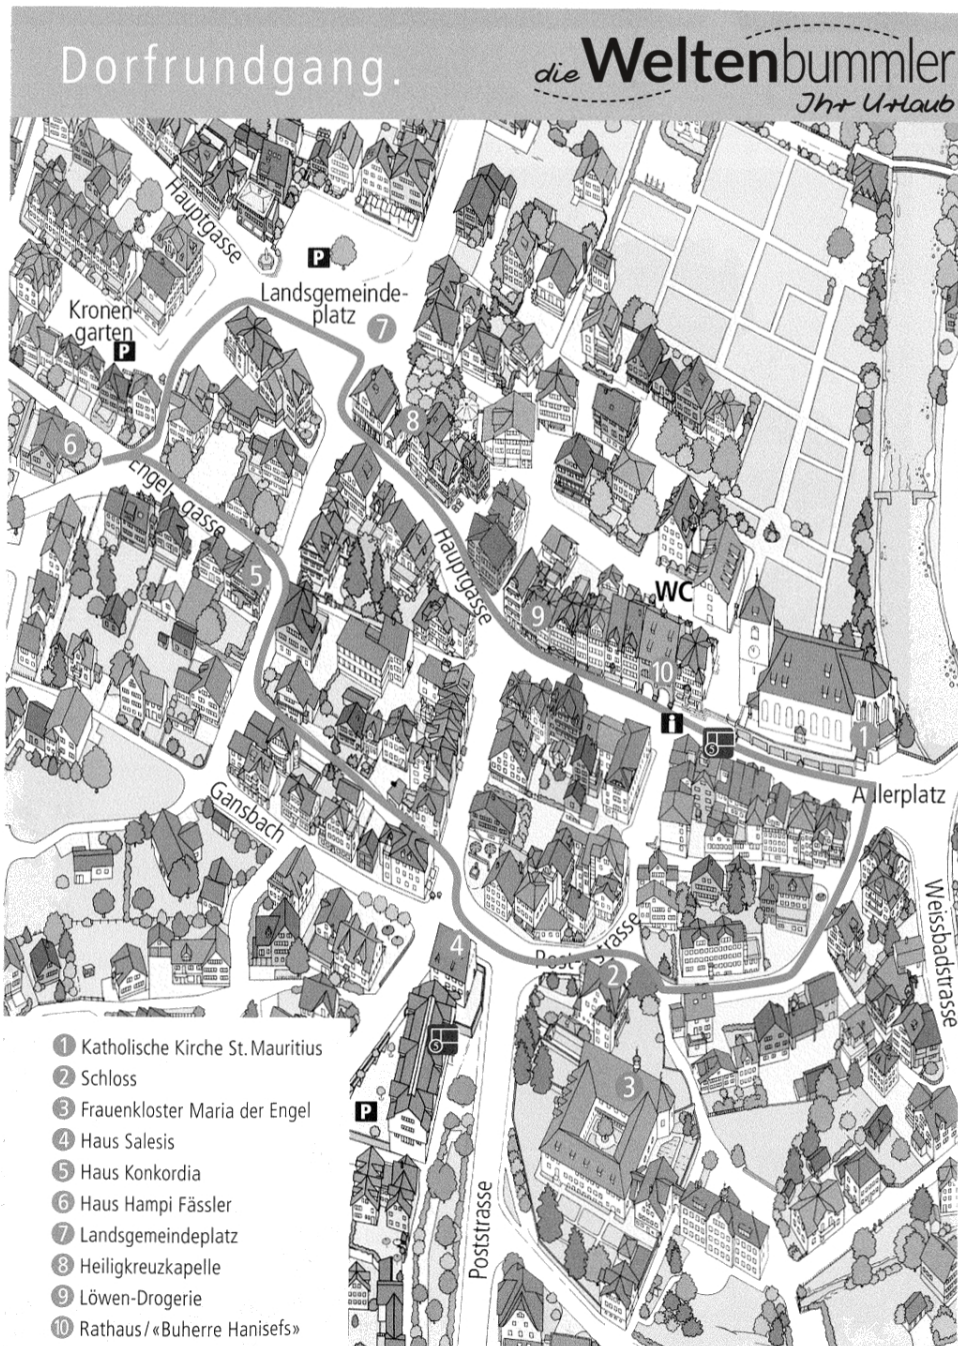 Dorfrundgang.
die Weltenbummler
Ihr Urlaub
Hauptgasse
P
Landsgemeinde-
platz
7
Kronen-
garten
P
8
6
Engelgasse
5
Hauptgasse
9
WC
10
i
S
1
Adlerplatz
Gansbach
Weissbadstrasse
4
Poststrasse
2
S
3
P
Poststrasse
1 Katholische Kirche St. Mauritius
2 Schloss
3 Frauenkloster Maria der Engel
4 Haus Salesis
5 Haus Konkordia
6 Haus Hampi Fässler
7 Landsgemeindeplatz
8 Heiligkreuzkapelle
9 Löwen-Drogerie
10 Rathaus/«Buherre Hanisefs»